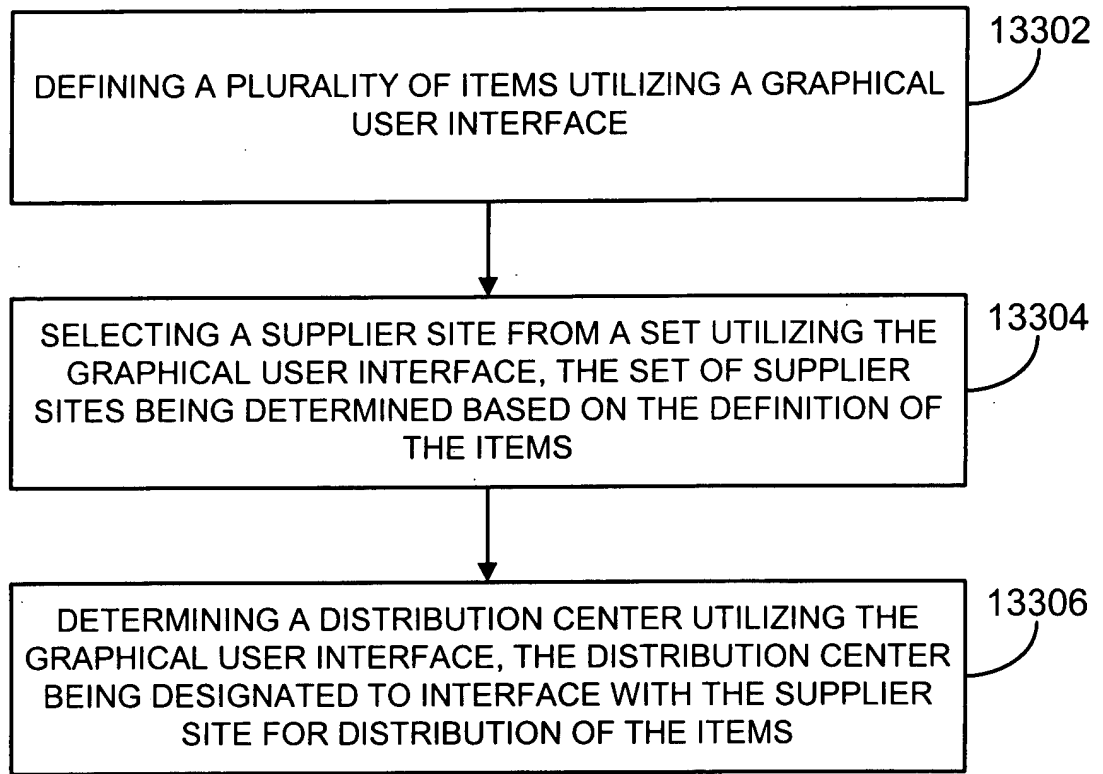 13302
DEFINING A PLURALITY OF ITEMS UTILIZING A GRAPHICAL
USER INTERFACE
13304
SELECTING A SUPPLIER SITE FROM A SET UTILIZING THE
GRAPHICAL USER INTERFACE, THE SET OF SUPPLIER
SITES BEING DETERMINED BASED ON THE DEFINITION OF
THE ITEMS
13306
DETERMINING A DISTRIBUTION CENTER UTILIZING THE
GRAPHICAL USER INTERFACE, THE DISTRIBUTION CENTER
BEING DESIGNATED TO INTERFACE WITH THE SUPPLIER
SITE FOR DISTRIBUTION OF THE ITEMS